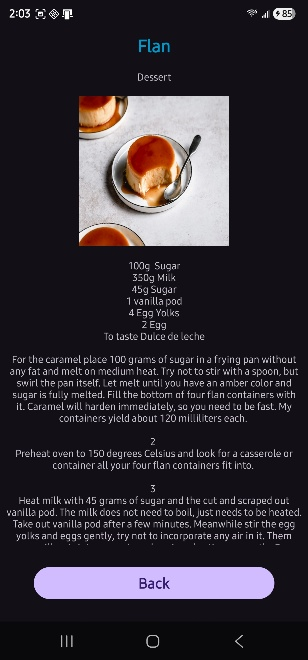 2:03
85
Flan
Dessert
100g  Sugar
350g Milk
45g Sugar
1 vanilla pod
4 Egg Yolks
2 Egg
To taste Dulce de leche
For the caramel place 100 grams of sugar in a frying pan without
any fat and melt on medium heat. Try not to stir with a spoon, but
swirl the pan itself. Let melt until you have an amber color and
sugar is fully melted. Fill the bottom of four flan containers with
it. Caramel will harden immediately, so you need to be fast. My
containers yield about 120 milliliters each.
2
Preheat oven to 150 degrees Celsius and look for a casserole or
container all your four flan containers fit into.
3
Heat milk with 45 grams of sugar and the cut and scraped out
vanilla pod. The milk does not need to boil, just needs to be heated.
Take out vanilla pod after a few minutes. Meanwhile stir the egg
yolks and eggs gently, try not to incorporate any air in it. Them
Back